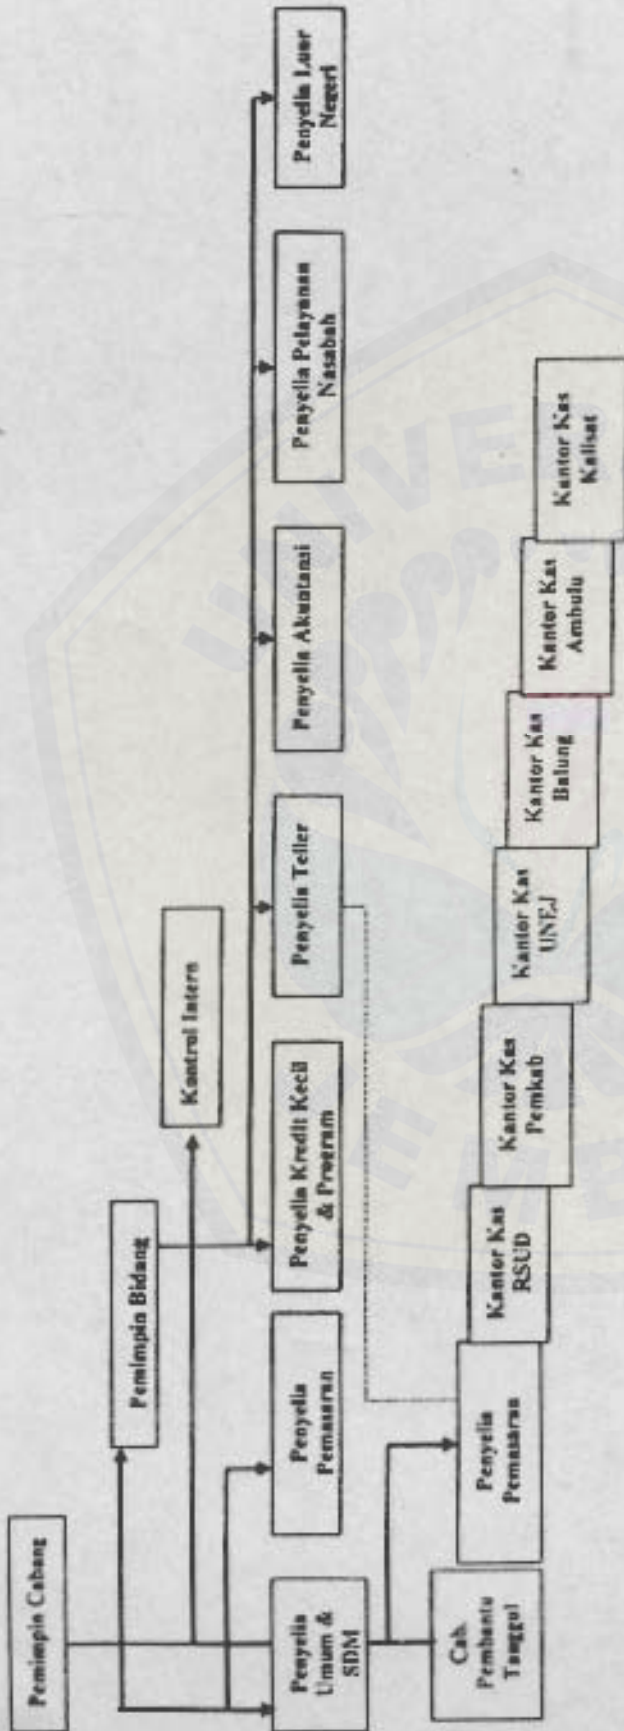 Pemimpin Cabang
Pemimpin Bidang
Kontrol Intern
Penyelia
Umum &
SDM
Penyelia
Pemasaran
Penyelia Kredit Kecil
& Program
Penyelia Teller
Penyelia Akuntansi
Penyelia Pelayanan
Nasabah
Penyelia Luar
Negeri
Cab.
Pembantu
Tanggul
Penyelia
Pemasaran
Kantor Kas
RSUD
Kantor Kas
Pemkab
Kantor Kas
UNEJ
Kantor Kas
Balung
Kantor Kas
Ambulu
Kantor Kas
Kalisat